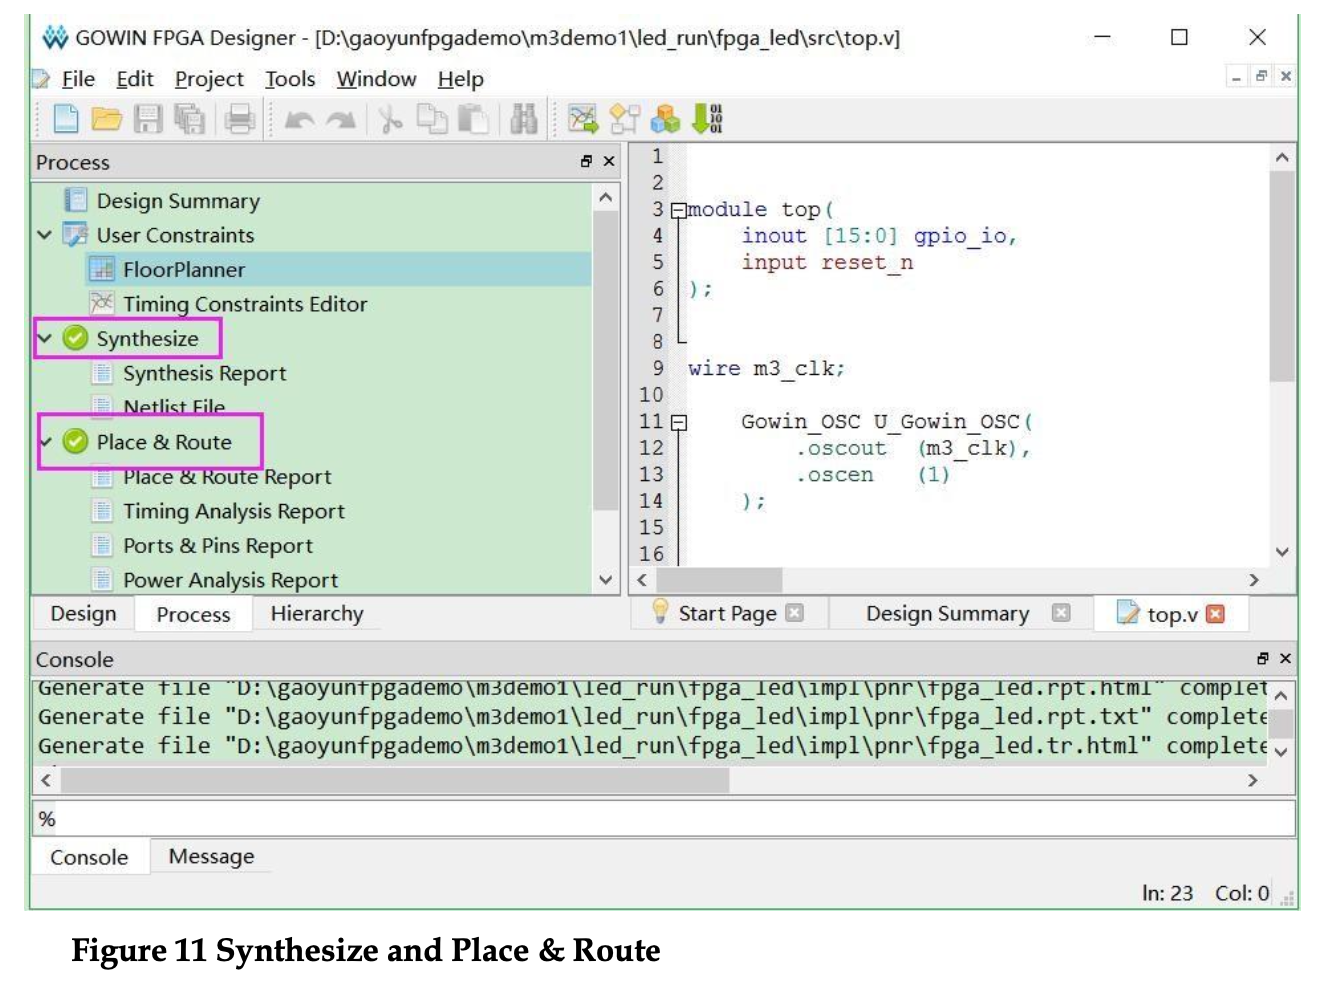 GOWIN FPGA Designer - [D:\gaoyunfpgademo\m3demo1\led_run\fpga_led\src\top.v]
File Edit Project Tools Window Help
Process
Design Summary
User Constraints
FloorPlanner
Timing Constraints Editor
Synthesize
Synthesis Report
Netlist File
Place & Route
Place & Route Report
Timing Analysis Report
Ports & Pins Report
Power Analysis Report
Design Process Hierarchy
1
2
3 module top(
4 inout [15:0] gpio_io,
5 input reset_n
6 );
7
8
9 wire m3_clk;
10
11 Gowin_OSC U_Gowin_OSC(
12 .oscout (m3_clk),
13 .oscen (1)
14 );
15
16
Start Page Design Summary top.v
Console
Generate file "D:\gaoyunfpgademo\m3demo1\led_run\fpga_led\impl\pnr\fpga_led.rpt.html" complet
Generate file "D:\gaoyunfpgademo\m3demo1\led_run\fpga_led\impl\pnr\fpga_led.rpt.txt" complete
Generate file "D:\gaoyunfpgademo\m3demo1\led_run\fpga_led\impl\pnr\fpga_led.tr.html" complete
%
Console Message
ln: 23 Col: 0
Figure 11 Synthesize and Place & Route